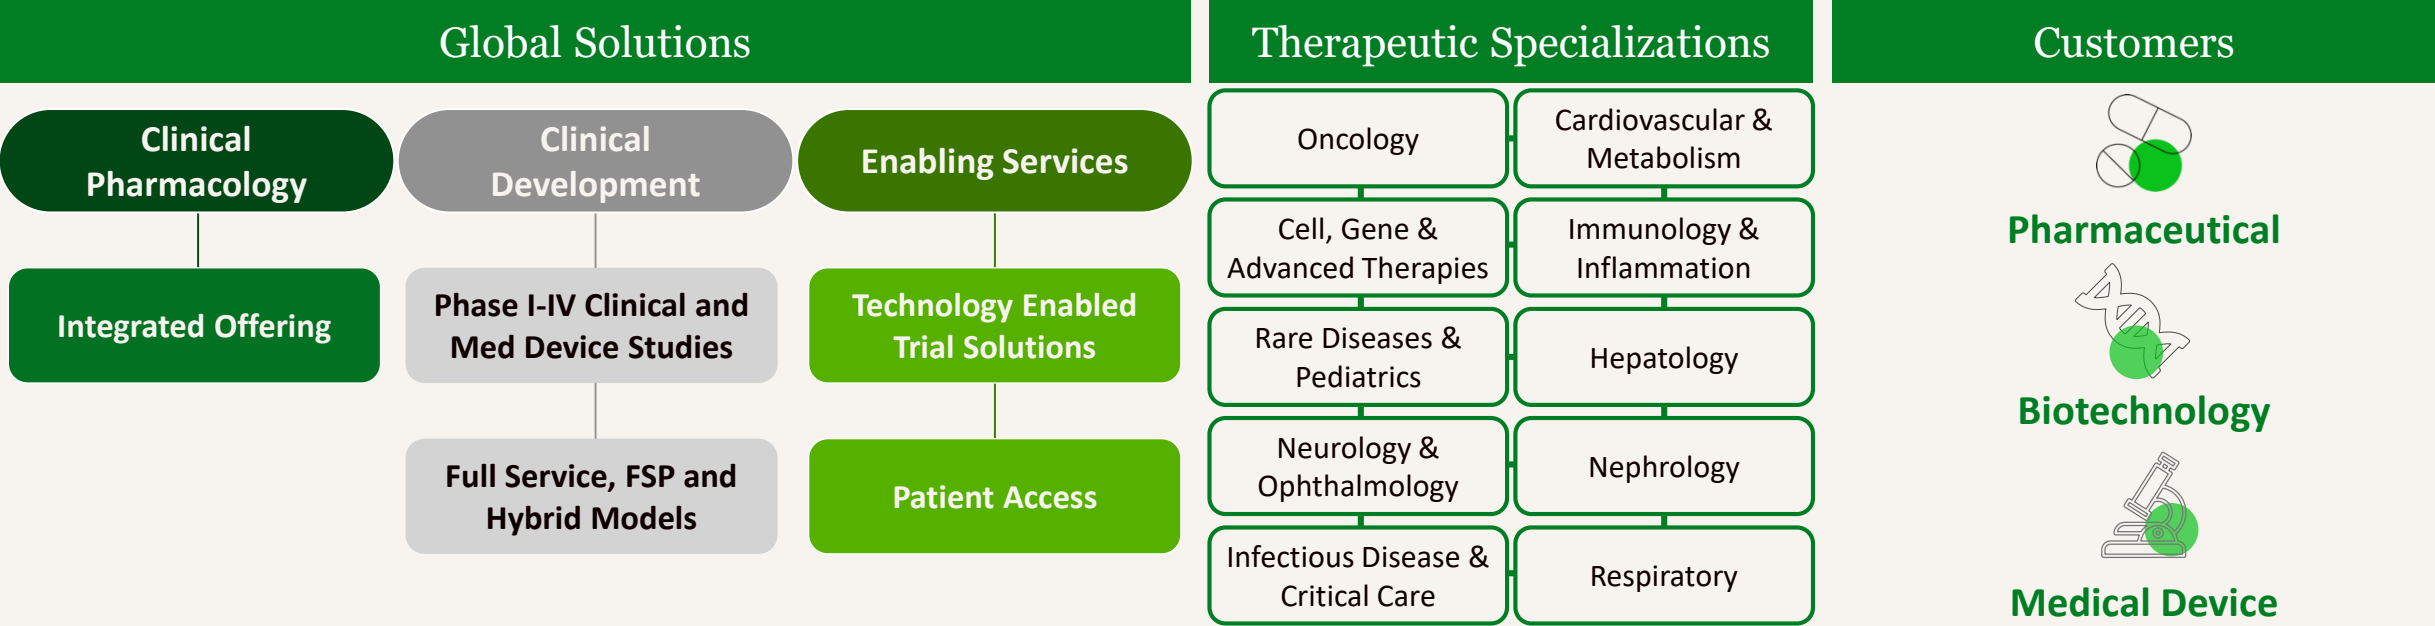 Global Solutions
Clinical
Pharmacology
Integrated Offering
Clinical
Development
Phase I-IV Clinical and
Med Device Studies
Full Service, FSP and
Hybrid Models
Enabling Services
Technology Enabled
Trial Solutions
Patient Access
Therapeutic Specializations
Oncology
Cardiovascular &
Metabolism
Cell, Gene &
Advanced Therapies
Immunology &
Inflammation
Rare Diseases &
Pediatrics
Hepatology
Neurology &
Ophthalmology
Nephrology
Infectious Disease &
Critical Care
Respiratory
Customers
Pharmaceutical
Biotechnology
Medical Device